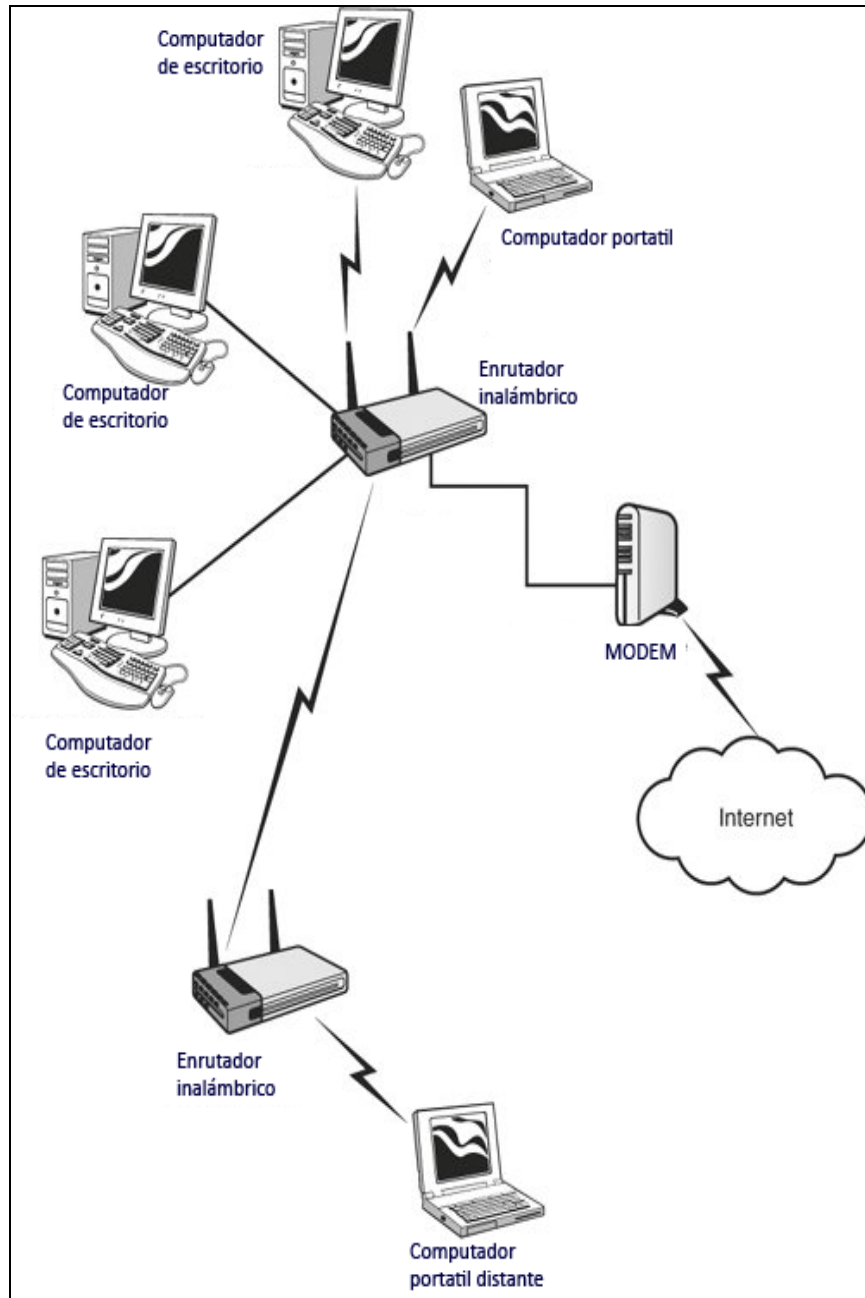 Computador
de escritorio
Computador portatil
Computador
de escritorio
Enrutador
inalámbrico
MODEM
Computador
de escritorio
Internet
Enrutador
inalámbrico
Computador
portatil distante